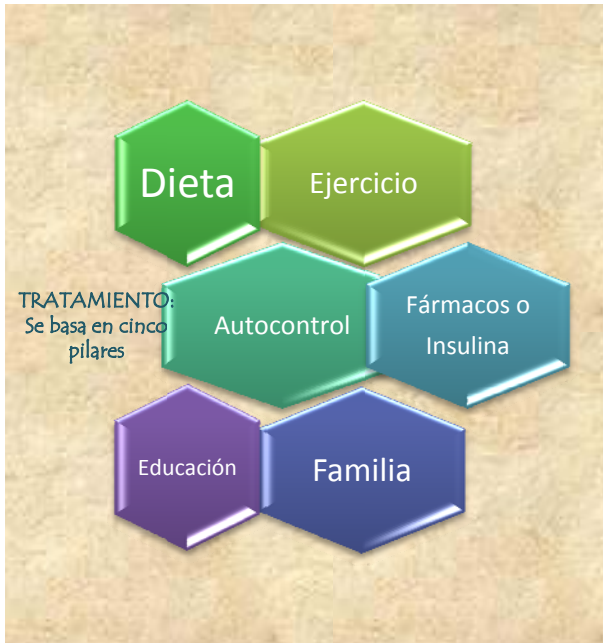 Dieta
Ejercicio
TRATAMIENTO:
Se basa en cinco
pilares
Autocontrol
Fármacos o
Insulina
Educación
Familia